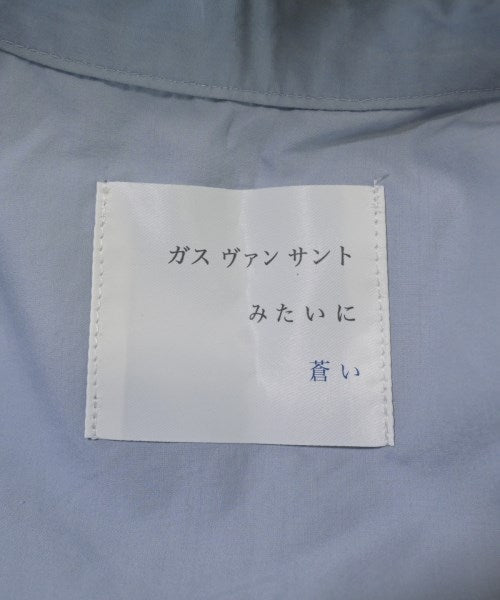 ガス ヴァン サント
みたいに
蒼い